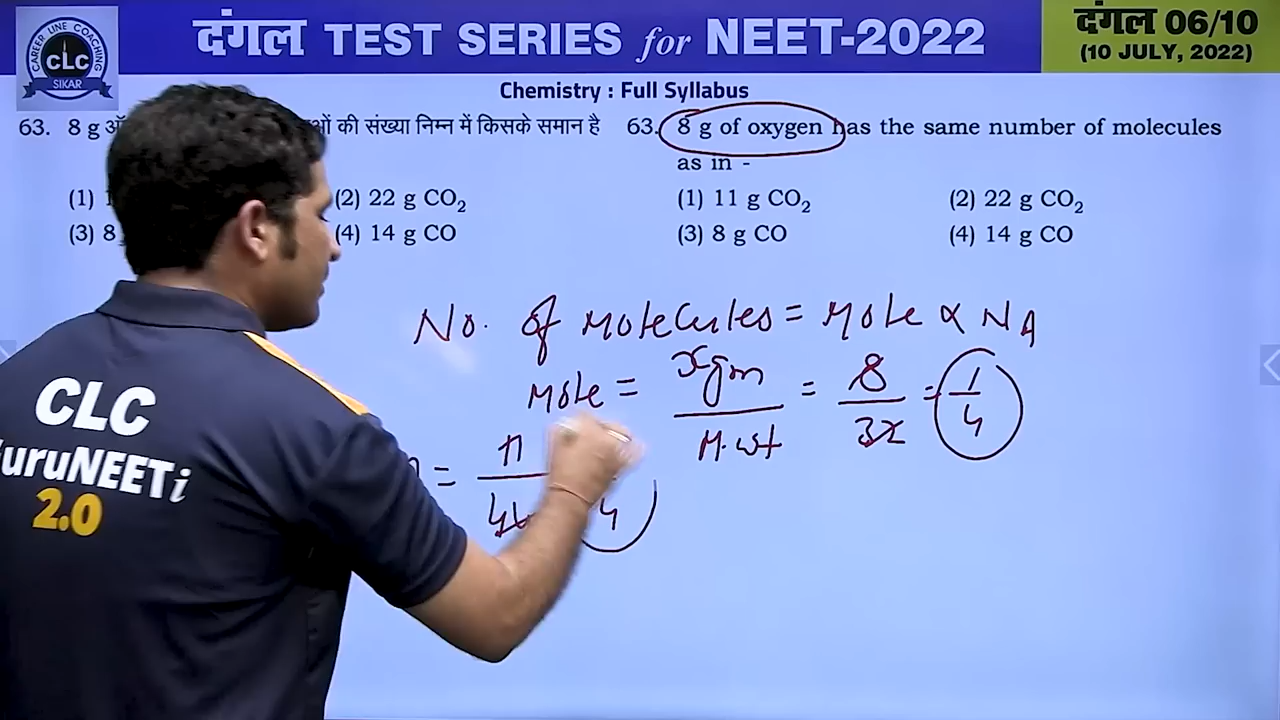 दंगल TEST SERIES for NEET-2022
दंगल 06/10
(10 JULY, 2022)
CAREER LINE COACHING
CLC
SIKAR
Chemistry : Full Syllabus
63. 8 g की संख्या निम्न में किसके समान है
(1)
(2) 22 g CO₂
(3) 8
(4) 14 g CO
63. 8 g of oxygen has the same number of molecules
as in -
(1) 11 g CO₂
(2) 22 g CO₂
(3) 8 g CO
(4) 14 g CO
No. of molecules = mole × NA
mole = xgm / M.wt = 8 / 32 = 1 / 4
= 11 / 44 4
CLC
uruNEETi
2.0